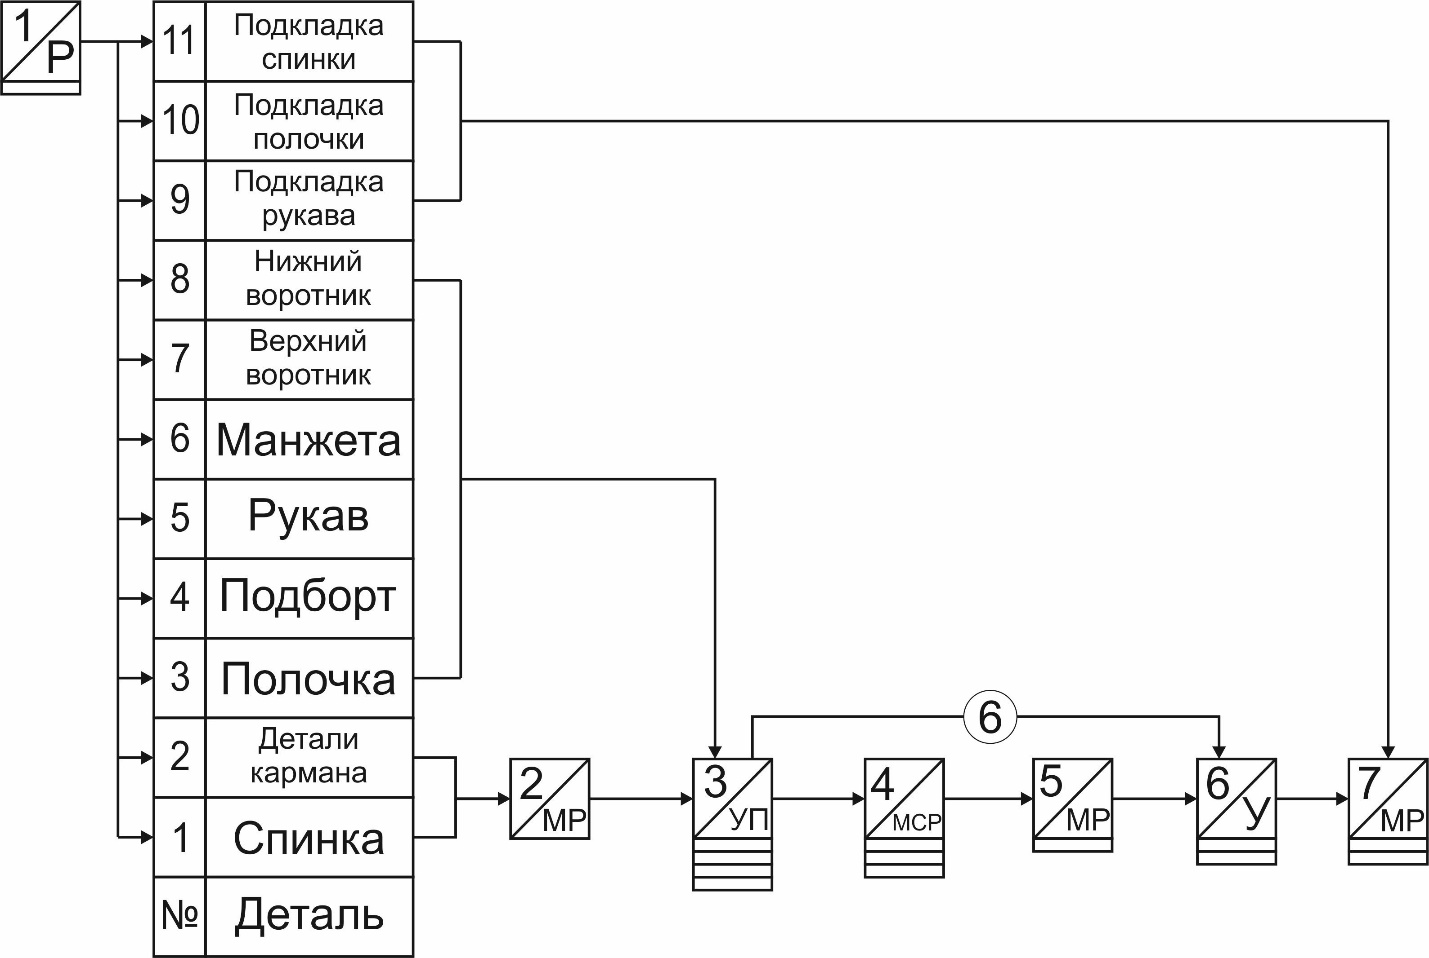 1
Р
11 Подкладка
спинки
10 Подкладка
полочки
9 Подкладка
рукава
8 Нижний
воротник
7 Верхний
воротник
6 Манжета
5 Рукав
4 Подборт
3 Полочка
2 Детали
кармана
1 Спинка
№ Деталь
6
2
МР
3
УП
4
МСР
5
МР
6
У
7
МР